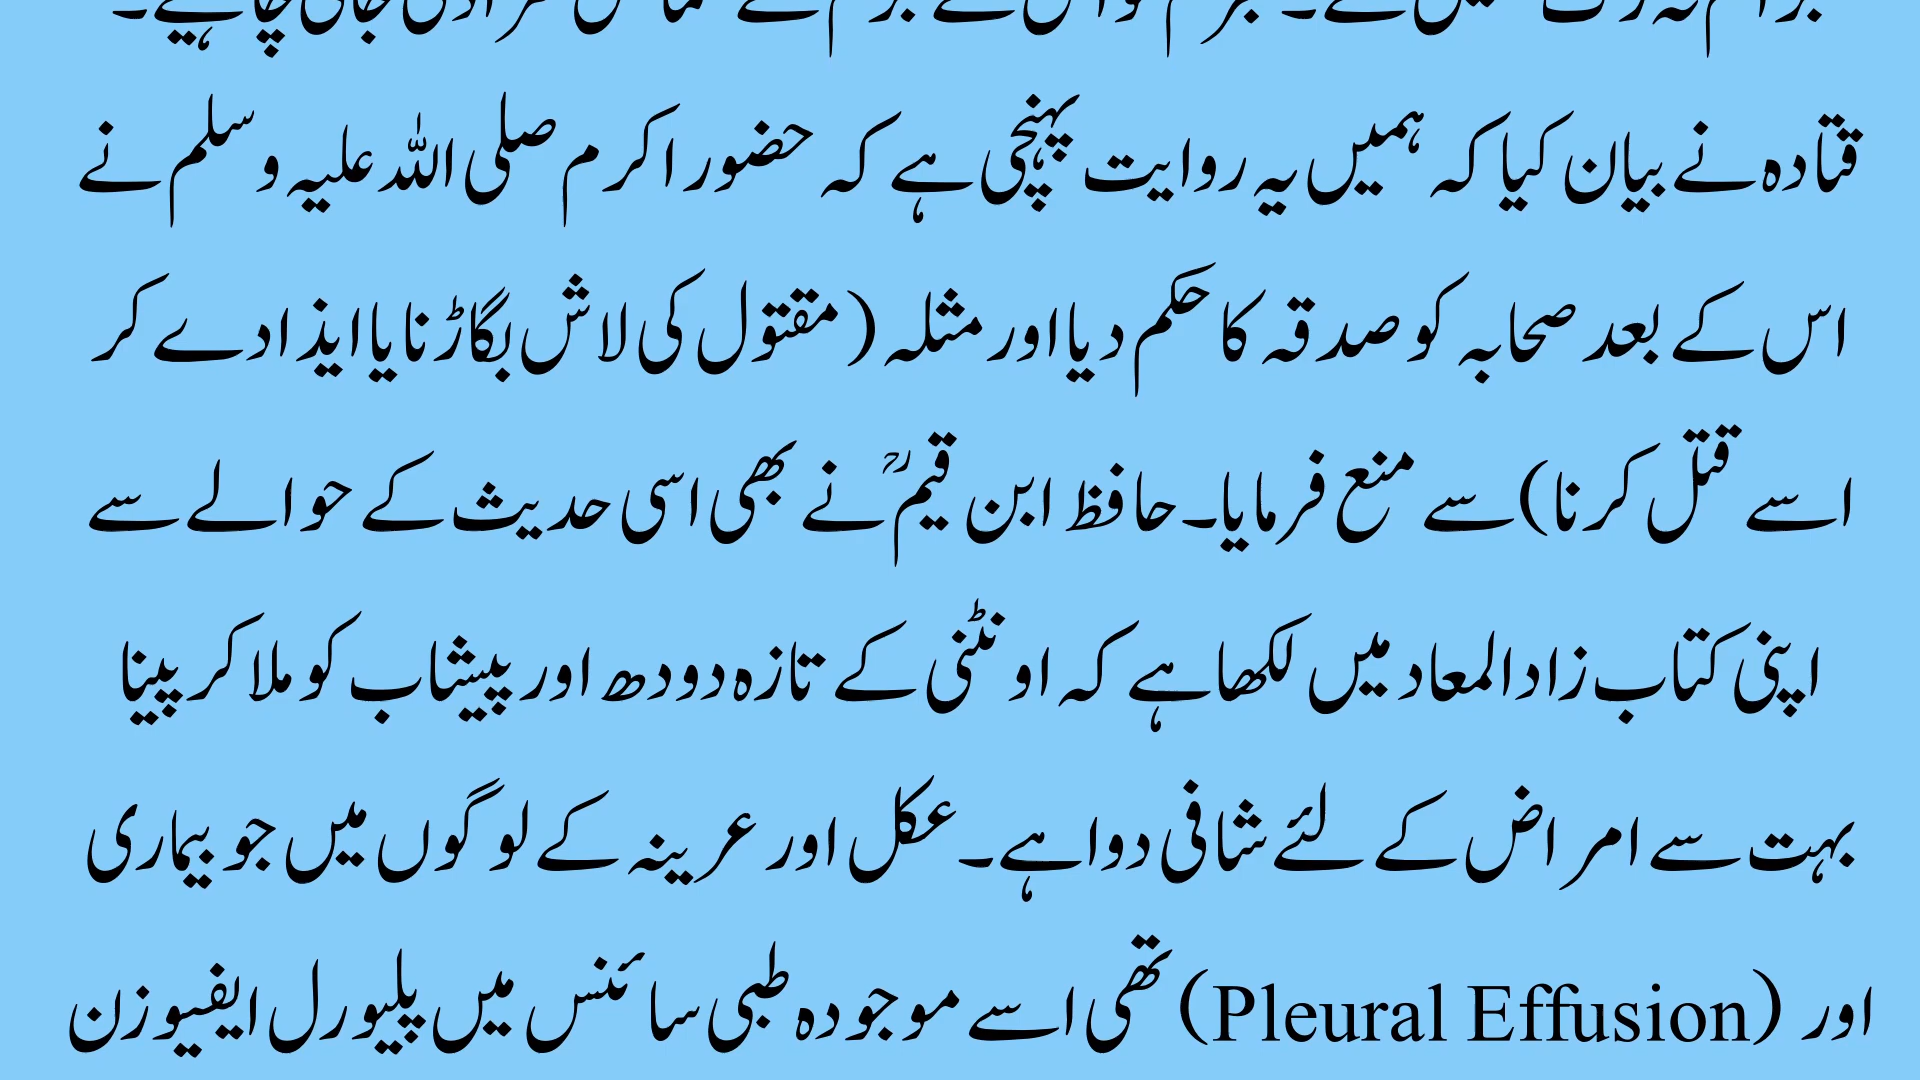 قتادہ نے بیان کیا کہ ہمیں یہ روایت پہنچی ہے کہ حضور اکرم صلی اللہ علیہ وسلم نے
اس کے بعد صحابہ کو صدقہ کا حکم دیا اور مثلہ (مقتول کی لاش بگاڑنا یا ایذا دے کر
اسے قتل کرنا) سے منع فرمایا۔ حافظ ابن قیمؒ نے بھی اسی حدیث کے حوالے سے
اپنی کتاب زادالمعاد میں لکھا ہے کہ اونٹنی کے تازہ دودھ اور پیشاب کو ملا کر پینا
بہت سے امراض کے لئے شافی دوا ہے۔ عکل اور عرینہ کے لوگوں میں جو بیماری
تھی اسے موجودہ طبی سائنس میں پلیورل ایفیوزن (Pleural Effusion) اور